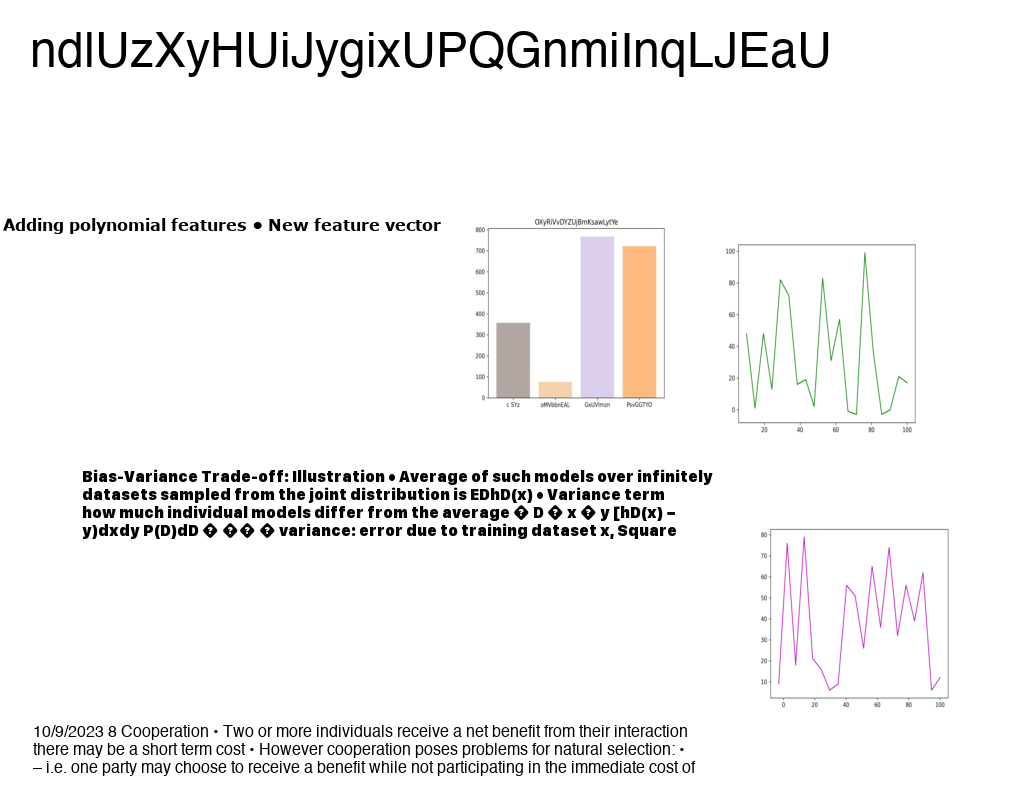 ndlUzXyHUiJygixUPQGnmiInqLJEaU
Adding polynomial features • New feature vector
OXyRiVvDYZUjBmKsawLytYe
800
700
600
500
400
300
200
100
0
c SYz oMVbbnEAL GxUVlmzn PsvGGTYO
100
80
60
40
20
0
20 40 60 80 100
Bias-Variance Trade-off: Illustration • Average of such models over infinitely
datasets sampled from the joint distribution is EDhD(x) • Variance term
how much individual models differ from the average � D � x � y [hD(x) –
y)dxdy P(D)dD � �� � variance: error due to training dataset x, Square
80
70
60
50
40
30
20
10
0 20 40 60 80 100
10/9/2023 8 Cooperation • Two or more individuals receive a net benefit from their interaction
there may be a short term cost • However cooperation poses problems for natural selection: •
– i.e. one party may choose to receive a benefit while not participating in the immediate cost of